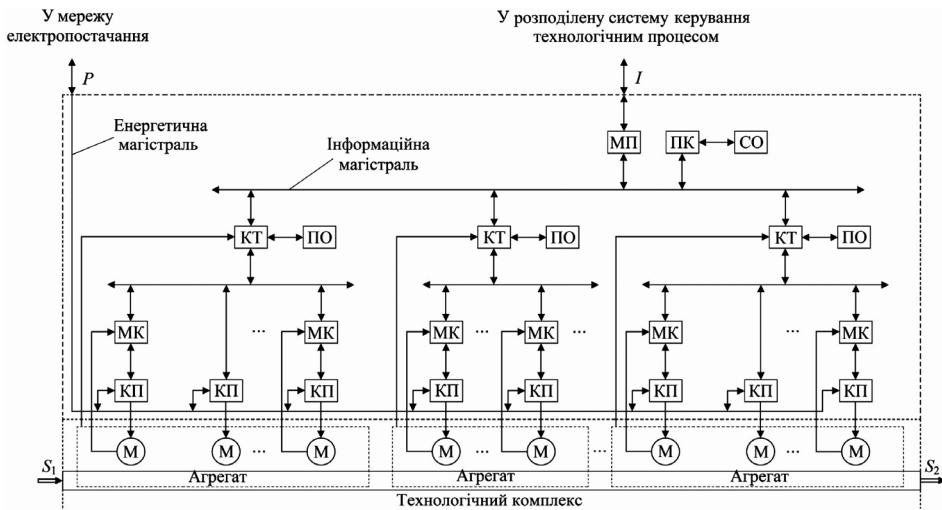 У мережу
електропостачання
У розподілену систему керування
технологічним процесом
P
I
Енергетична
магістраль
Інформаційна
магістраль
МП ПК СО
КТ ПО КТ ПО КТ ПО
МК ... МК МК ... МК ... МК ... МК
КП КП КП КП КП КП КП КП
М М ... М М ... М ... М М ... М
S1 Агрегат Агрегат Агрегат S2
Технологічний комплекс